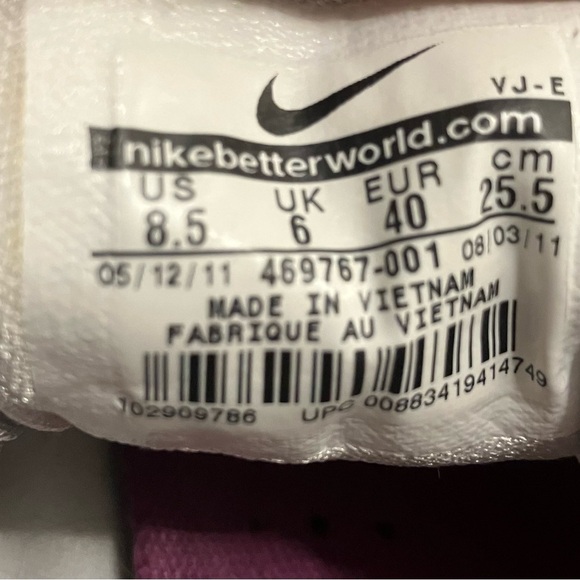 VJ-E
nikebetterworld.com
US UK EUR cm
8.5 6 40 25.5
05/12/11 469767-001 08/03/11
MADE IN VIETNAM
FABRIQUE AU VIETNAM
102909786 UPC 00883419414749